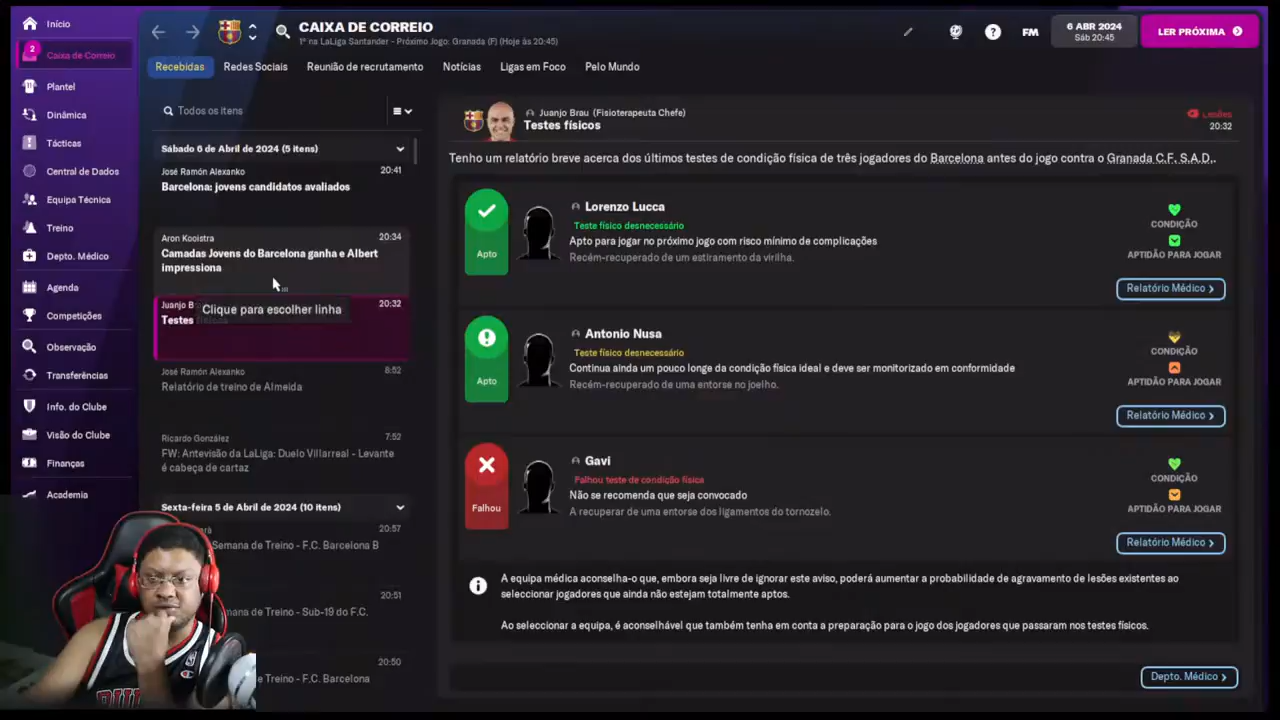 Início
2
Caixa de Correio
Plantel
Dinâmica
Tácticas
Central de Dados
Equipa Técnica
Treino
Depto. Médico
Agenda
Competições
Observação
Transferências
Info. do Clube
Visão do Clube
Finanças
Academia
CAIXA DE CORREIO
1º na LaLiga Santander - Próximo Jogo: Granada (F) (Hoje às 20:45)
FM
6 ABR 2024
Sáb 20:45
LER PRÓXIMA
Recebidas
Redes Sociais
Reunião de recrutamento
Notícias
Ligas em Foco
Pelo Mundo
Todos os itens
Sábado 6 de Abril de 2024 (5 itens)
José Ramón Alexanko 20:41
Barcelona: jovens candidatos avaliados
Aron Kooistra 20:34
Camadas Jovens do Barcelona ganha e Albert
impressiona
Juanjo B 20:32
Testes
Clique para escolher linha
José Ramón Alexanko 8:52
Relatório de treino de Almeida
Ricardo González 7:52
FW: Antevisão da LaLiga: Duelo Villarreal - Levante
é cabeça de cartaz
Sexta-feira 5 de Abril de 2024 (10 itens)
20:57
Semana de Treino - F.C. Barcelona B
20:51
de Treino - Sub-19 do F.C.
20:50
de Treino - F.C. Barcelona
Juanjo Brau (Fisioterapeuta Chefe)
Testes físicos
Lesões
20:32
Tenho um relatório breve acerca dos últimos testes de condição física de três jogadores do Barcelona antes do jogo contra o Granada C.F. S.A.D..
Apto
Lorenzo Lucca
Teste físico desnecessário
Apto para jogar no próximo jogo com risco mínimo de complicações
Recém-recuperado de um estiramento da virilha.
CONDIÇÃO
APTIDÃO PARA JOGAR
Relatório Médico
Apto
Antonio Nusa
Teste físico desnecessário
Continua ainda um pouco longe da condição física ideal e deve ser monitorizado em conformidade
Recém-recuperado de uma entorse no joelho.
CONDIÇÃO
APTIDÃO PARA JOGAR
Relatório Médico
Falhou
Gavi
Falhou teste de condição física
Não se recomenda que seja convocado
A recuperar de uma entorse dos ligamentos do tornozelo.
CONDIÇÃO
APTIDÃO PARA JOGAR
Relatório Médico
A equipa médica aconselha-o que, embora seja livre de ignorar este aviso, poderá aumentar a probabilidade de agravamento de lesões existentes ao
seleccionar jogadores que ainda não estejam totalmente aptos.
Ao seleccionar a equipa, é aconselhável que também tenha em conta a preparação para o jogo dos jogadores que passaram nos testes físicos.
Depto. Médico